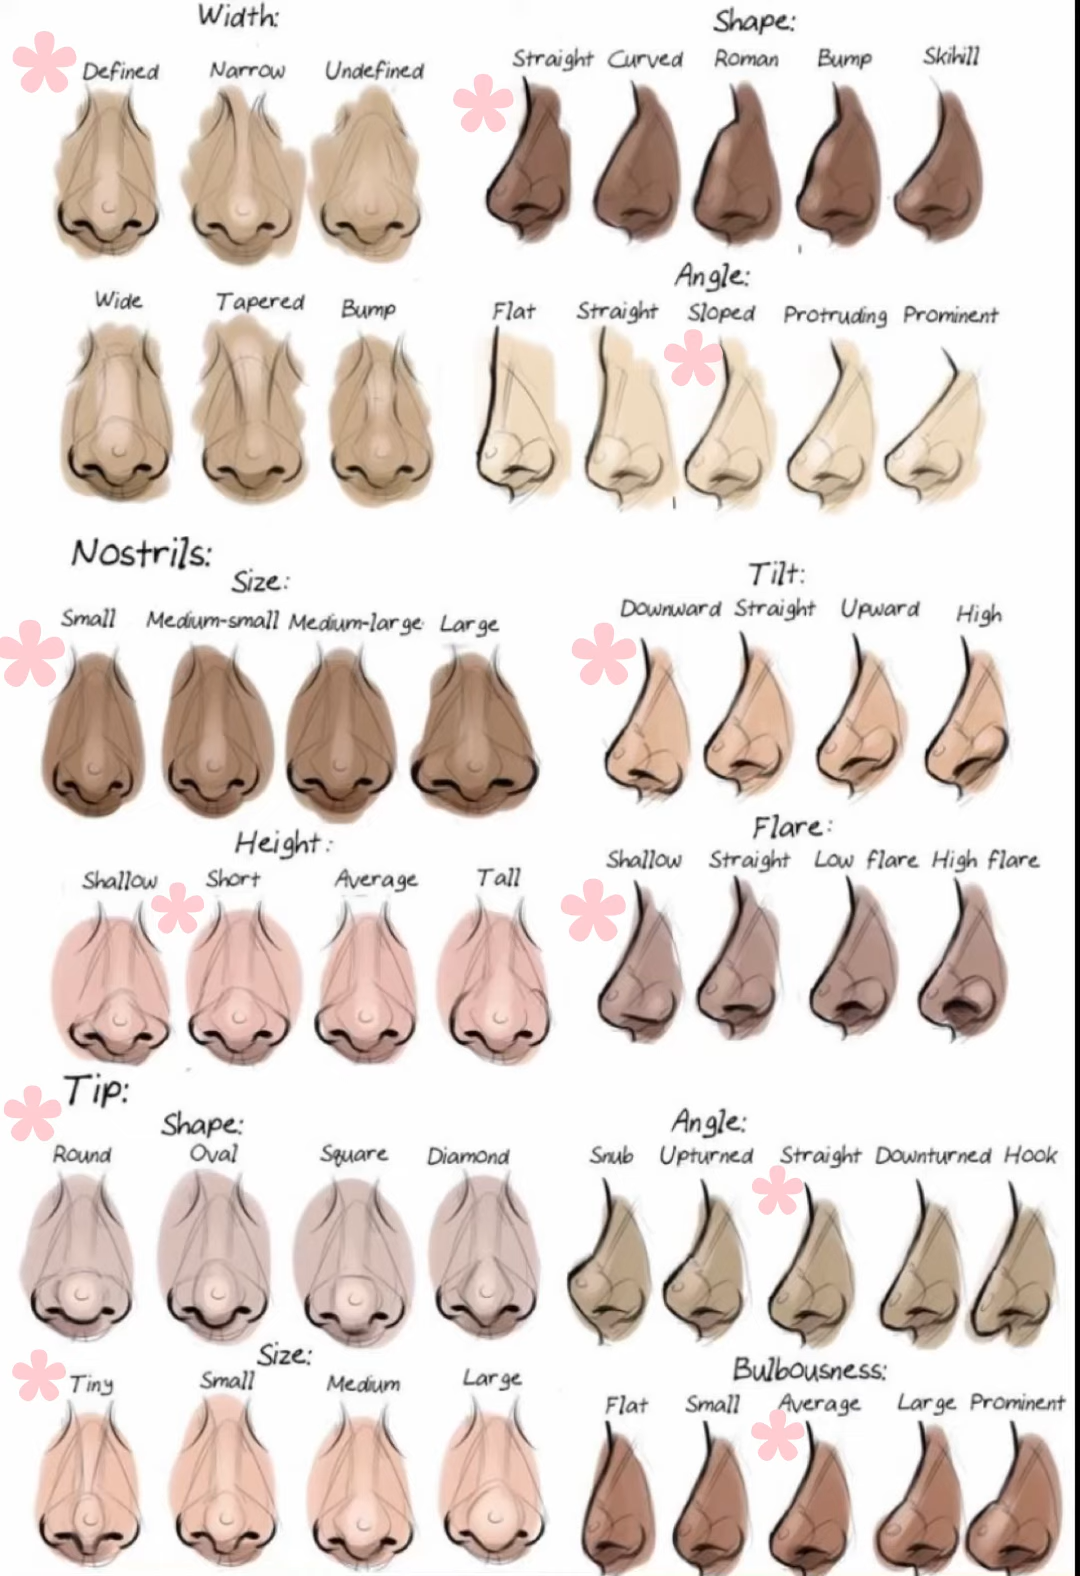 Width:
Defined Narrow Undefined
Wide Tapered Bump
Shape:
Straight Curved Roman Bump Skihill
Angle:
Flat Straight Sloped Protruding Prominent
Nostrils:
Size:
Small Medium-small Medium-large Large
Tilt:
Downward Straight Upward High
Height:
Shallow Short Average Tall
Flare:
Shallow Straight Low flare High flare
Tip:
Shape:
Round Oval Square Diamond
Angle:
Snub Upturned Straight Downturned Hook
Size:
Tiny Small Medium Large
Bulbousness:
Flat Small Average Large Prominent